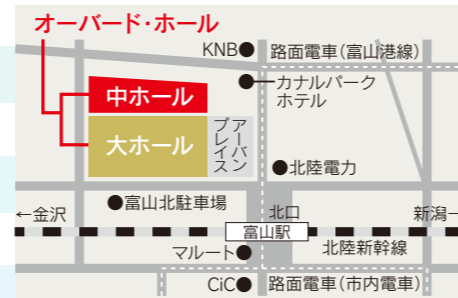 オーバード・ホール
KNB
路面電車(富山港線)
カナルパーク
ホテル
中ホール
大ホール
アーバン
プレイス
北陸電力
富山北駐車場
←金沢
北口
新潟→
富山駅
北陸新幹線
マルート
CiC
路面電車(市内電車)